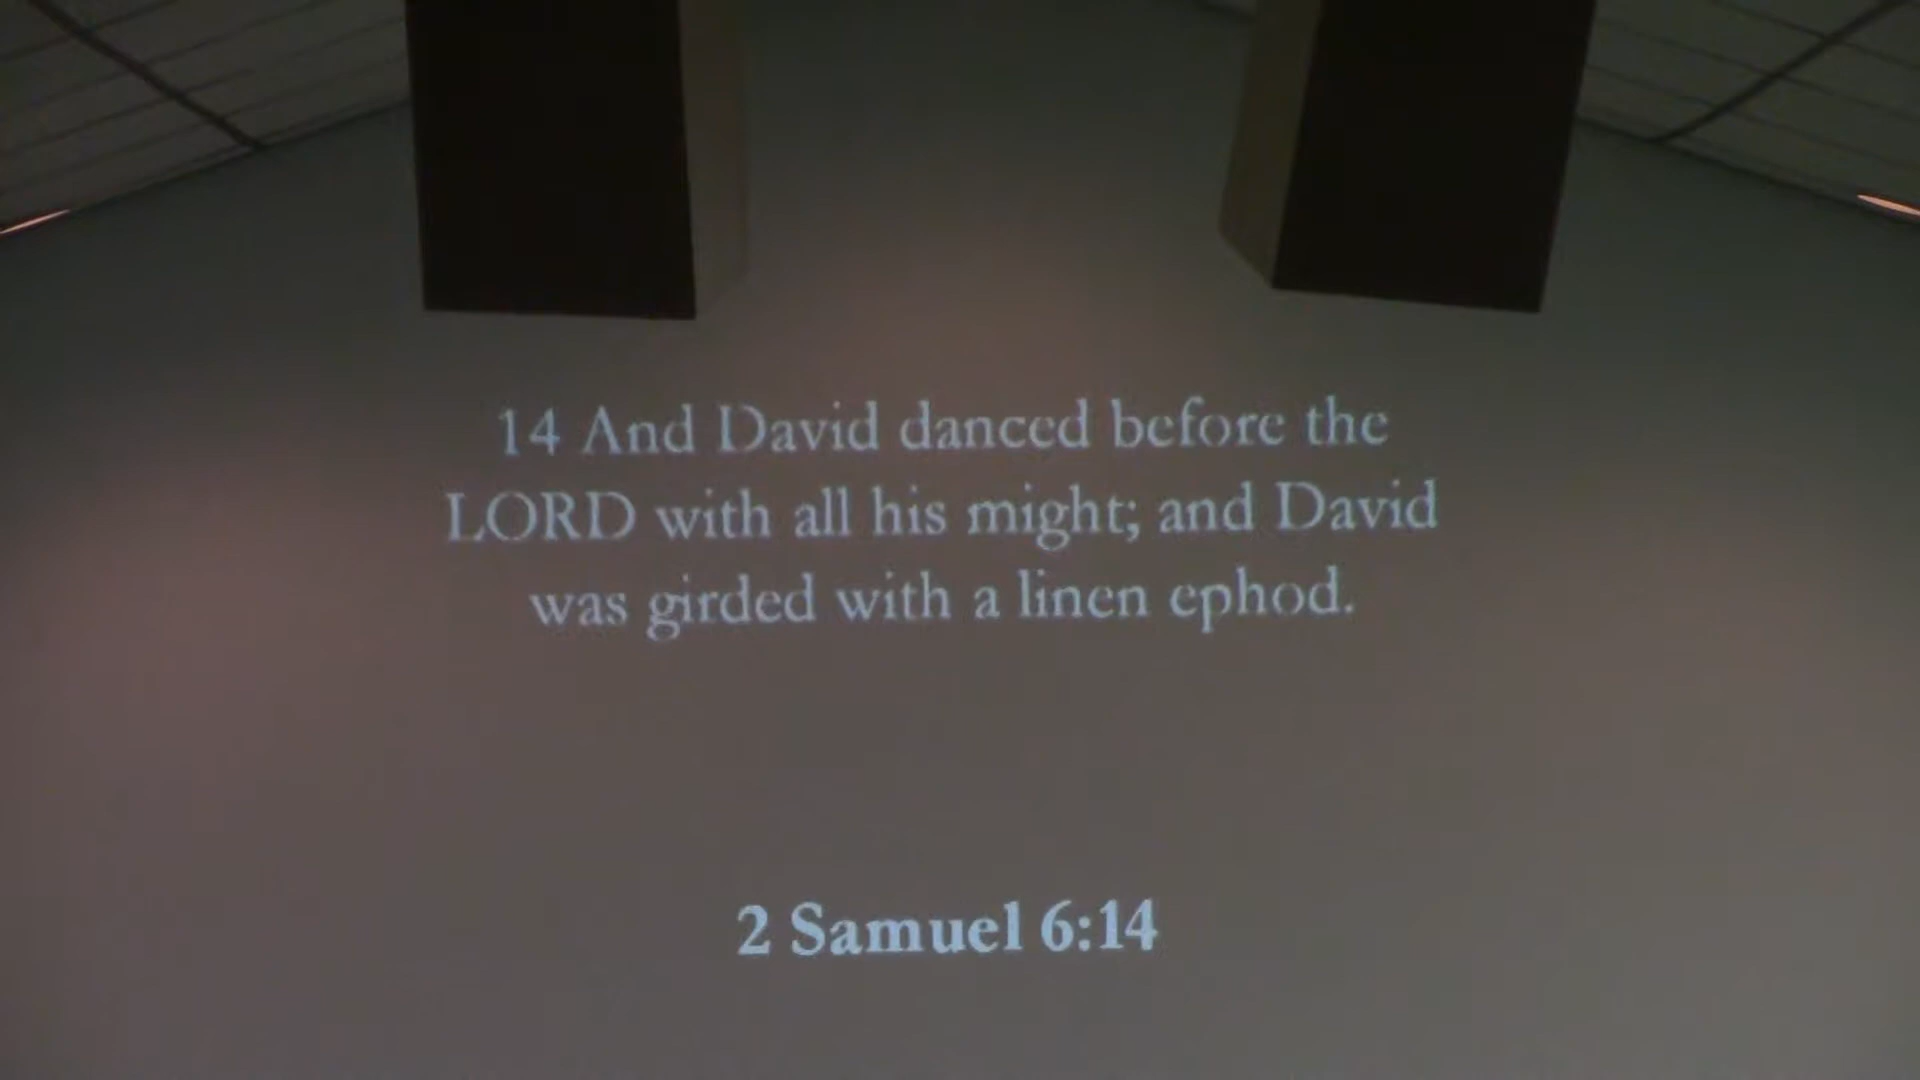 14 And David danced before the
LORD with all his might; and David
was girded with a linen ephod.
2 Samuel 6:14